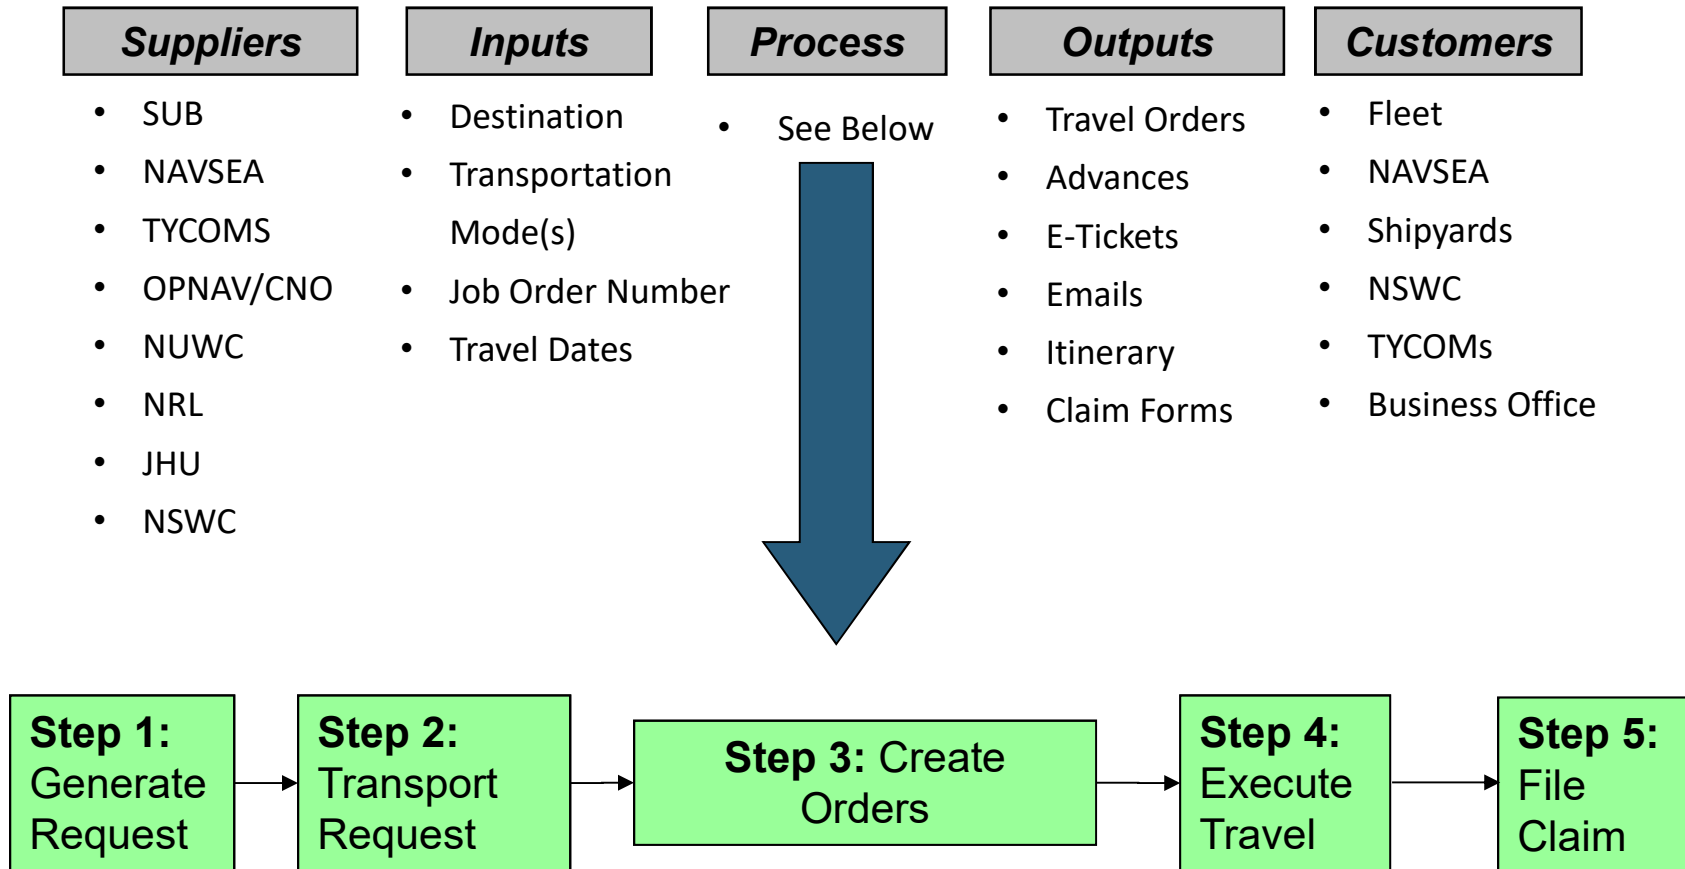 Suppliers
SUB
NAVSEA
TYCOMS
OPNAV/CNO
NUWC
NRL
JHU
NSWC
Inputs
Destination
Transportation
Mode(s)
Job Order Number
Travel Dates
Process
See Below
Outputs
Travel Orders
Advances
E-Tickets
Emails
Itinerary
Claim Forms
Customers
Fleet
NAVSEA
Shipyards
NSWC
TYCOMs
Business Office
Step 1:
Generate
Request
Step 2:
Transport
Request
Step 3: Create
Orders
Step 4:
Execute
Travel
Step 5:
File
Claim